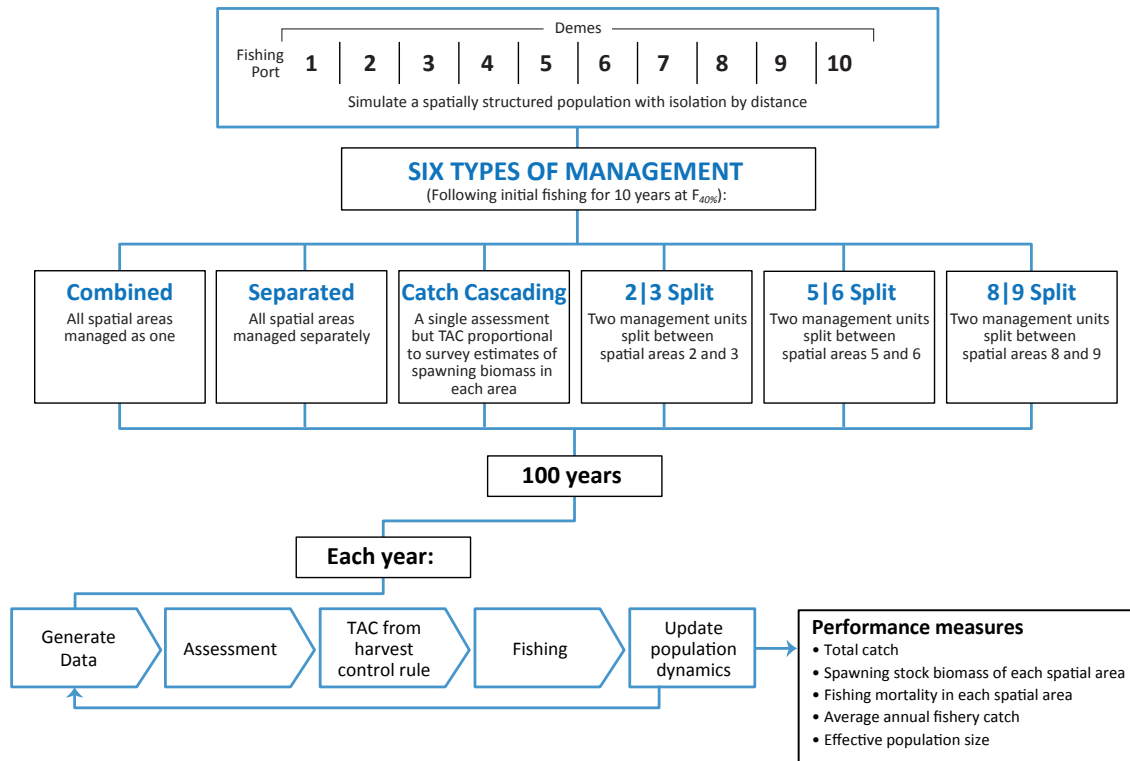 Demes
Fishing Port 1 2 3 4 5 6 7 8 9 10
Simulate a spatially structured population with isolation by distance
SIX TYPES OF MANAGEMENT
(Following initial fishing for 10 years at F40%):
Combined
All spatial areas
managed as one
Separated
All spatial areas
managed separately
Catch Cascading
A single assessment
but TAC proportional
to survey estimates of
spawning biomass in
each area
2|3 Split
Two management units
split between
spatial areas 2 and 3
5|6 Split
Two management units
split between
spatial areas 5 and 6
8|9 Split
Two management units
split between
spatial areas 8 and 9
100 years
Each year:
Generate
Data
Assessment
TAC from
harvest
control rule
Fishing
Update
population
dynamics
Performance measures
• Total catch
• Spawning stock biomass of each spatial area
• Fishing mortality in each spatial area
• Average annual fishery catch
• Effective population size